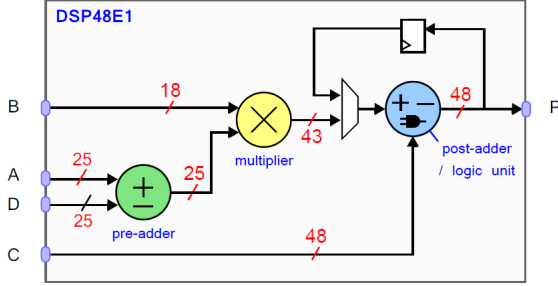 DSP48E1
B
18
48
P
43
multiplier
post-adder
/ logic unit
A
25
25
D
25
pre-adder
48
C